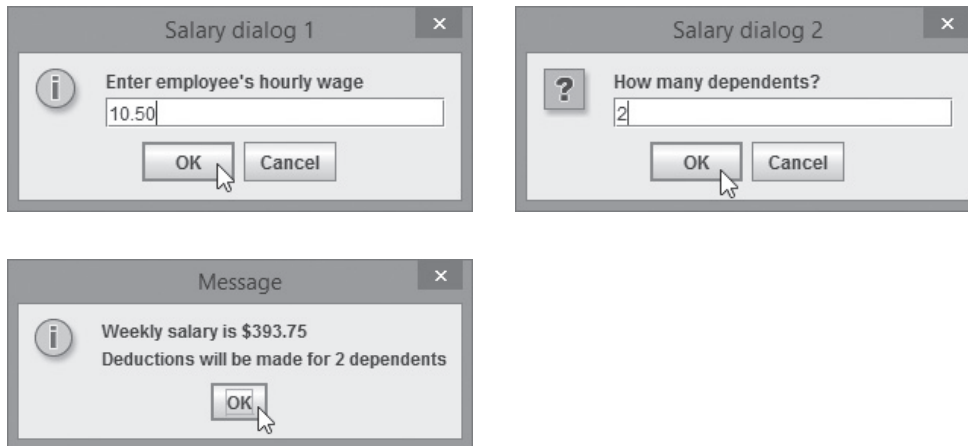 Salary dialog 1
Enter employee's hourly wage
10.50
OK Cancel
Salary dialog 2
How many dependents?
2
OK Cancel
Message
Weekly salary is $393.75
Deductions will be made for 2 dependents
OK